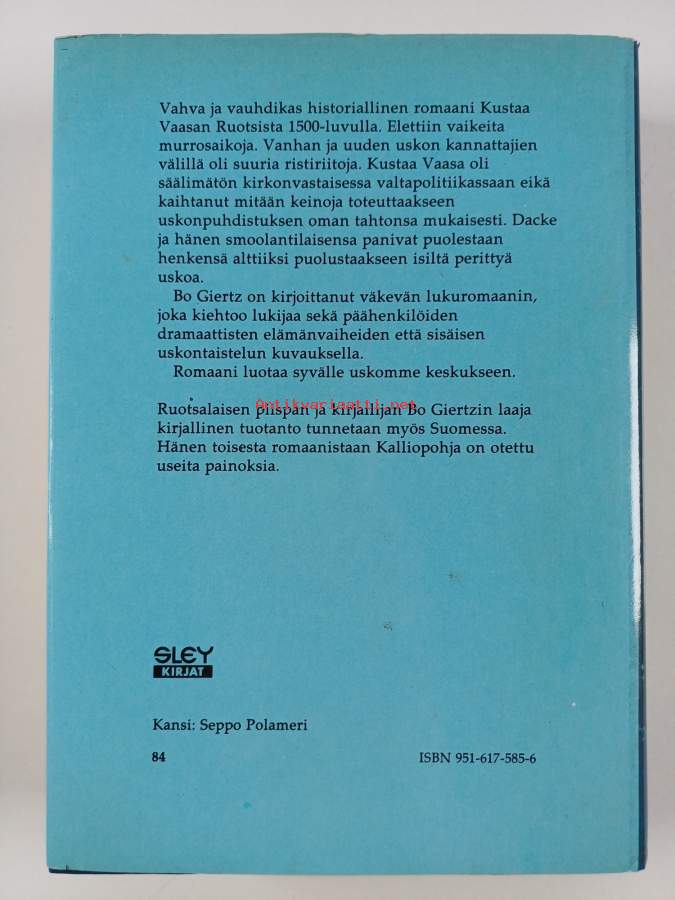 Vahva ja vauhdikas historiallinen romaani Kustaa
Vaasan Ruotsista 1500-luvulla. Elettiin vaikeita
murrosaikoja. Vanhan ja uuden uskon kannattajien
välillä oli suuria ristiriitoja. Kustaa Vaasa oli
säälimätön kirkonvastaisessa valtapolitiikassaan eikä
kaihtanut mitään keinoja toteuttaakseen
uskonpuhdistuksen oman tahtonsa mukaisesti. Dacke
ja hänen smoolantilaisensa panivat puolestaan
henkensä alttiiksi puolustaakseen isiltä perittyä
uskoa.
Bo Giertz on kirjoittanut väkevän lukuromaanin,
joka kiehtoo lukijaa sekä päähenkilöiden
dramaattisten elämänvaiheiden että sisäisen
uskontaistelun kuvauksella.
Romaani luotaa syvälle uskomme keskukseen.
Antikvariaatti.net
Ruotsalaisen piispan ja kirjailijan Bo Giertzin laaja
kirjallinen tuotanto tunnetaan myös Suomessa.
Hänen toisesta romaanistaan Kalliopohja on otettu
useita painoksia.
SLEY
KIRJAT
Kansi: Seppo Polameri
84 ISBN 951-617-585-6